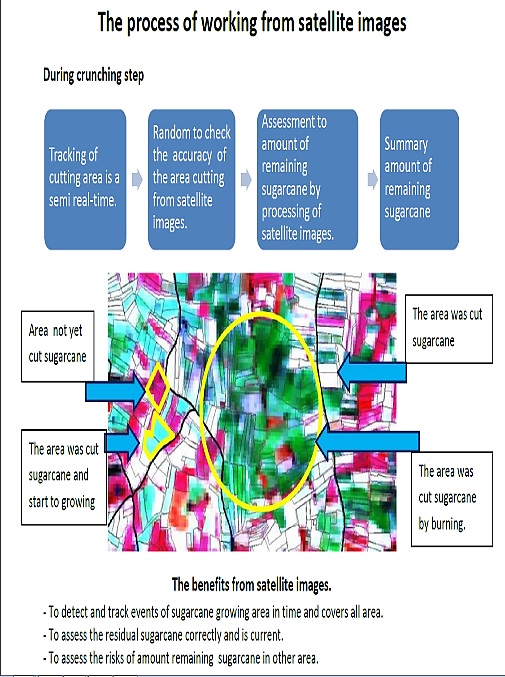 The process of working from satellite images
During crunching step
Tracking of
cutting area is a
semi real-time.
Random to check
the accuracy of
the area cutting
from satellite
images.
Assessment to
amount of
remaining
sugarcane by
processing of
satellite images.
Summary
amount of
remaining
sugarcane
Area not yet
cut sugarcane
The area was cut
sugarcane and
start to growing
The area was cut
sugarcane
The area was
cut sugarcane
by burning.
The benefits from satellite images.
- To detect and track events of sugarcane growing area in time and covers all area.
- To assess the residual sugarcane correctly and is current.
- To assess the risks of amount remaining sugarcane in other area.